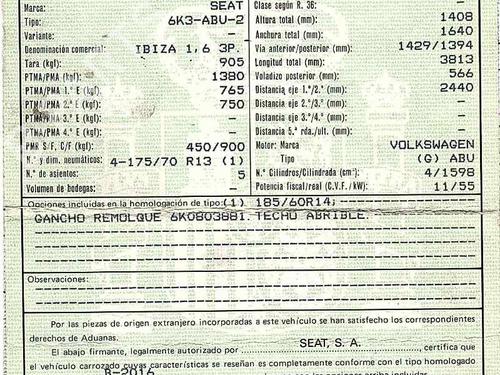 Marca: SEAT
Tipo: 6K3-ABU-2
Variante: —
Denominación comercial: IBIZA 1,6 3P.
Tara (kgf): 905
PTMA/PMA (kgf): 1380
PTMA/PMA 1.º E (kgf): 765
PTMA/PMA 2.º E (kgf): 750
PTMA/PMA 3.º E (kgf): —
PTMA/PMA 4.º E (kgf): —
PMR S/F, C/F (kgf) 450/900
N.º y dim. neumáticos: 4-175/70 R13 (1)
N.º de asientos: 5
Volumen de bodegas: —
Clase según R. 36: —
Altura total (mm): 1408
Anchura total (mm): 1640
Vía anterior/posterior (mm): 1429/1394
Longitud total (mm): 3813
Voladizo posterior (mm): 566
Distancia eje 1.º/2.º (mm): 2440
Distancia eje 2.º/3.º (mm): —
Distancia eje 3.º/4.º (mm): —
Distancia 5.ª rda./ult. (mm): —
Motor: Marca VOLKSWAGEN
Tipo (G) ABU
N.º Cilindros/Cilindrada (cm³): 4/1598
Potencia fiscal/real (C.V.F./kW): 11/55
Opciones incluidas en la homologación de tipo: (1) 185/60R14;
GANCHO REMOLQUE 6K0803881. TECHO ABRIBLE.
Observaciones:
Por las piezas de origen extranjero incorporadas a este vehículo se han satisfecho los correspondientes
derechos de Aduanas.
El abajo firmante, legalmente autorizado por SEAT, S. A. , certifica que
el vehículo carrozado cuyas características se reseñan es completamente conforme con el tipo homologado
B-2016